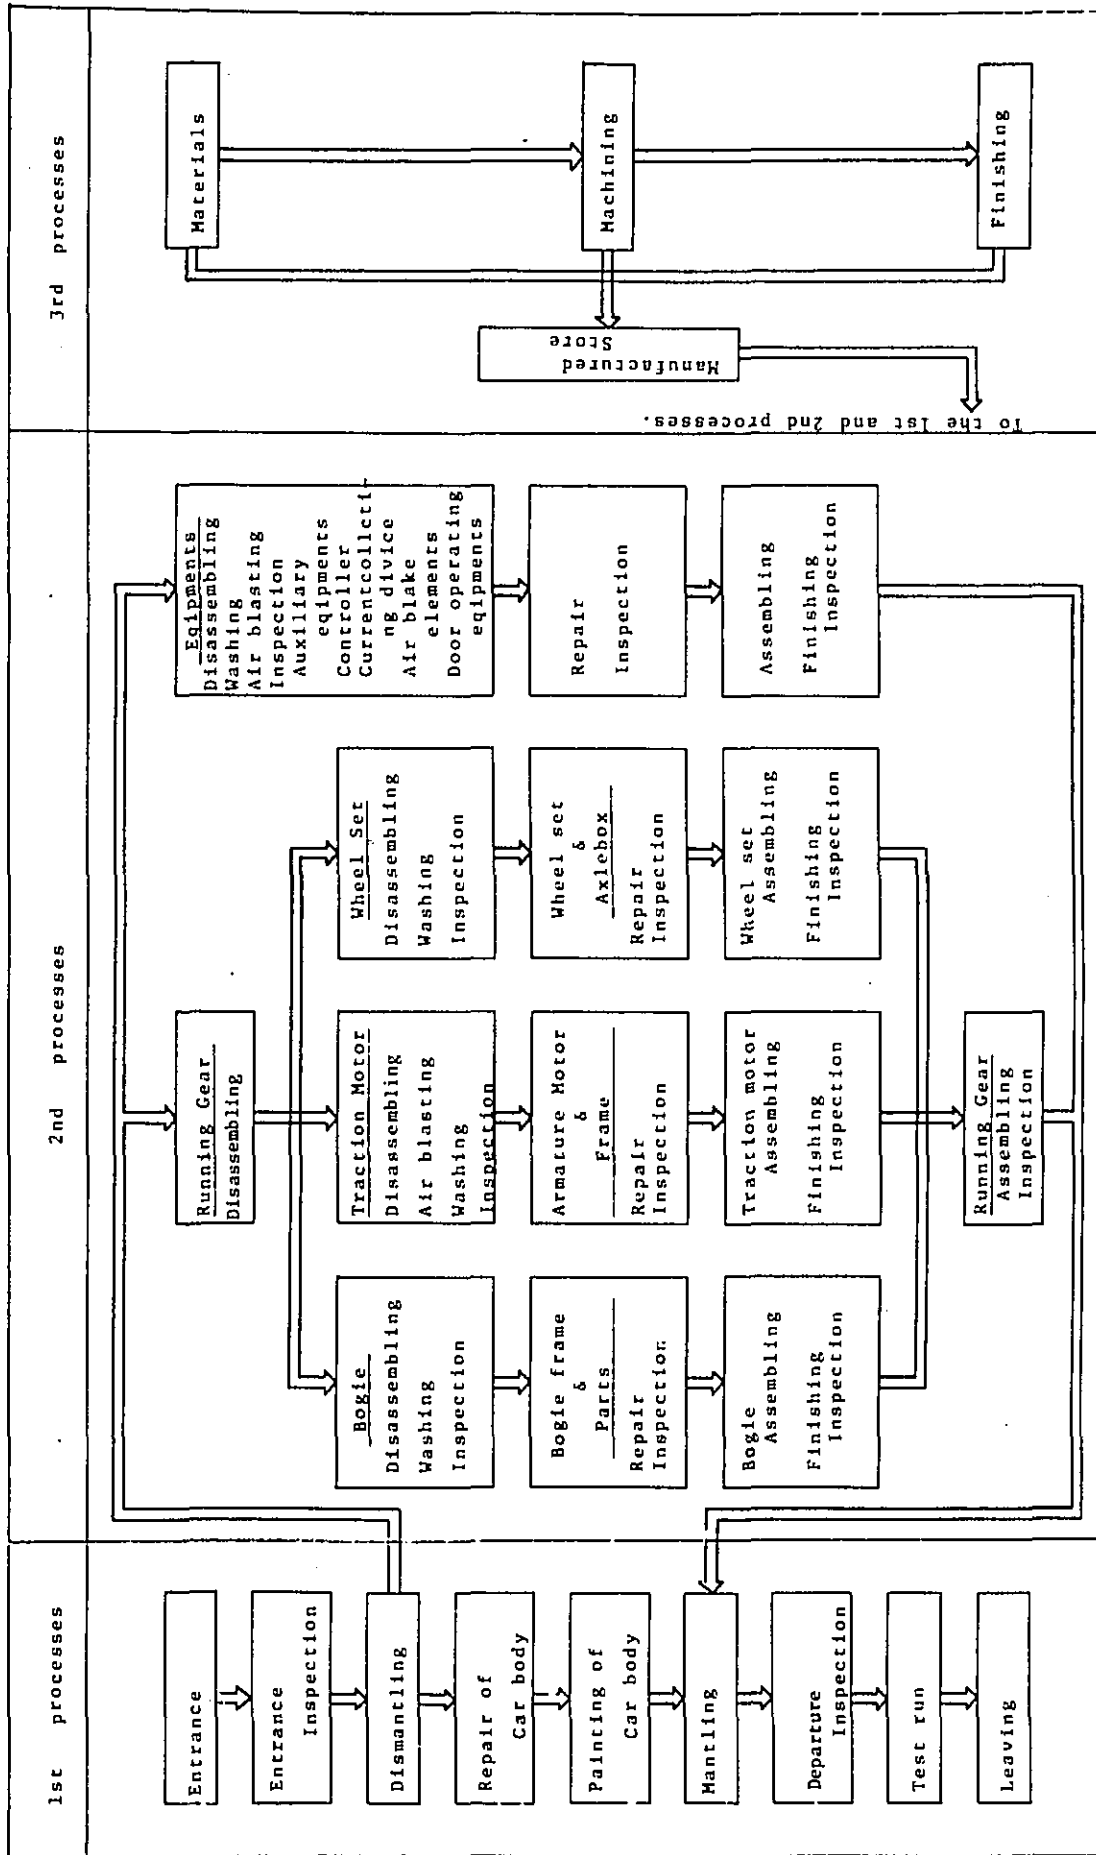 1st processes
Entrance
Entrance
Inspection
Dismantling
Repair of
Car body
Painting of
Car body
Mantling
Departure
Inspection
Test run
Leaving
2nd processes
Running Gear
Disassembling
Bogie
Disassembling
Washing
Inspection
Bogie frame
&
Parts
Repair
Inspection
Bogie
Assembling
Finishing
Inspection
Traction Motor
Disassembling
Air blasting
Washing
Inspection
Armature Motor
&
Frame
Repair
Inspection
Traction motor
Assembling
Finishing
Inspection
Wheel Set
Disassembling
Washing
Inspection
Wheel set
&
Axlebox
Repair
Inspection
Wheel set
Assembling
Finishing
Inspection
Running Gear
Assembling
Inspection
Eqipments
Disassembling
Washing
Air blasting
Inspection
Auxiliary
eqipments
Controller
Currentcollcti-
ng divice
Air blake
elements
Door operating
eqipments
Repair
Inspection
Assembling
Finishing
Inspection
3rd processes
Materials
Machining
Finishing
Manufactured
Store
To the 1st and 2nd processes.